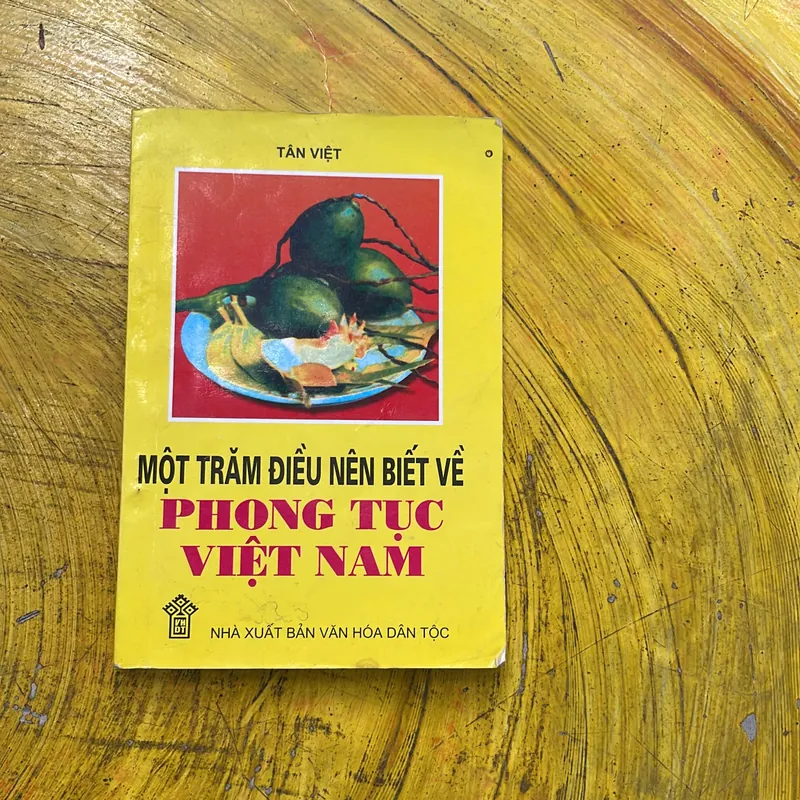 TÂN VIỆT
MỘT TRĂM ĐIỀU NÊN BIẾT VỀ
PHONG TỤC
VIỆT NAM
NHÀ XUẤT BẢN VĂN HÓA DÂN TỘC